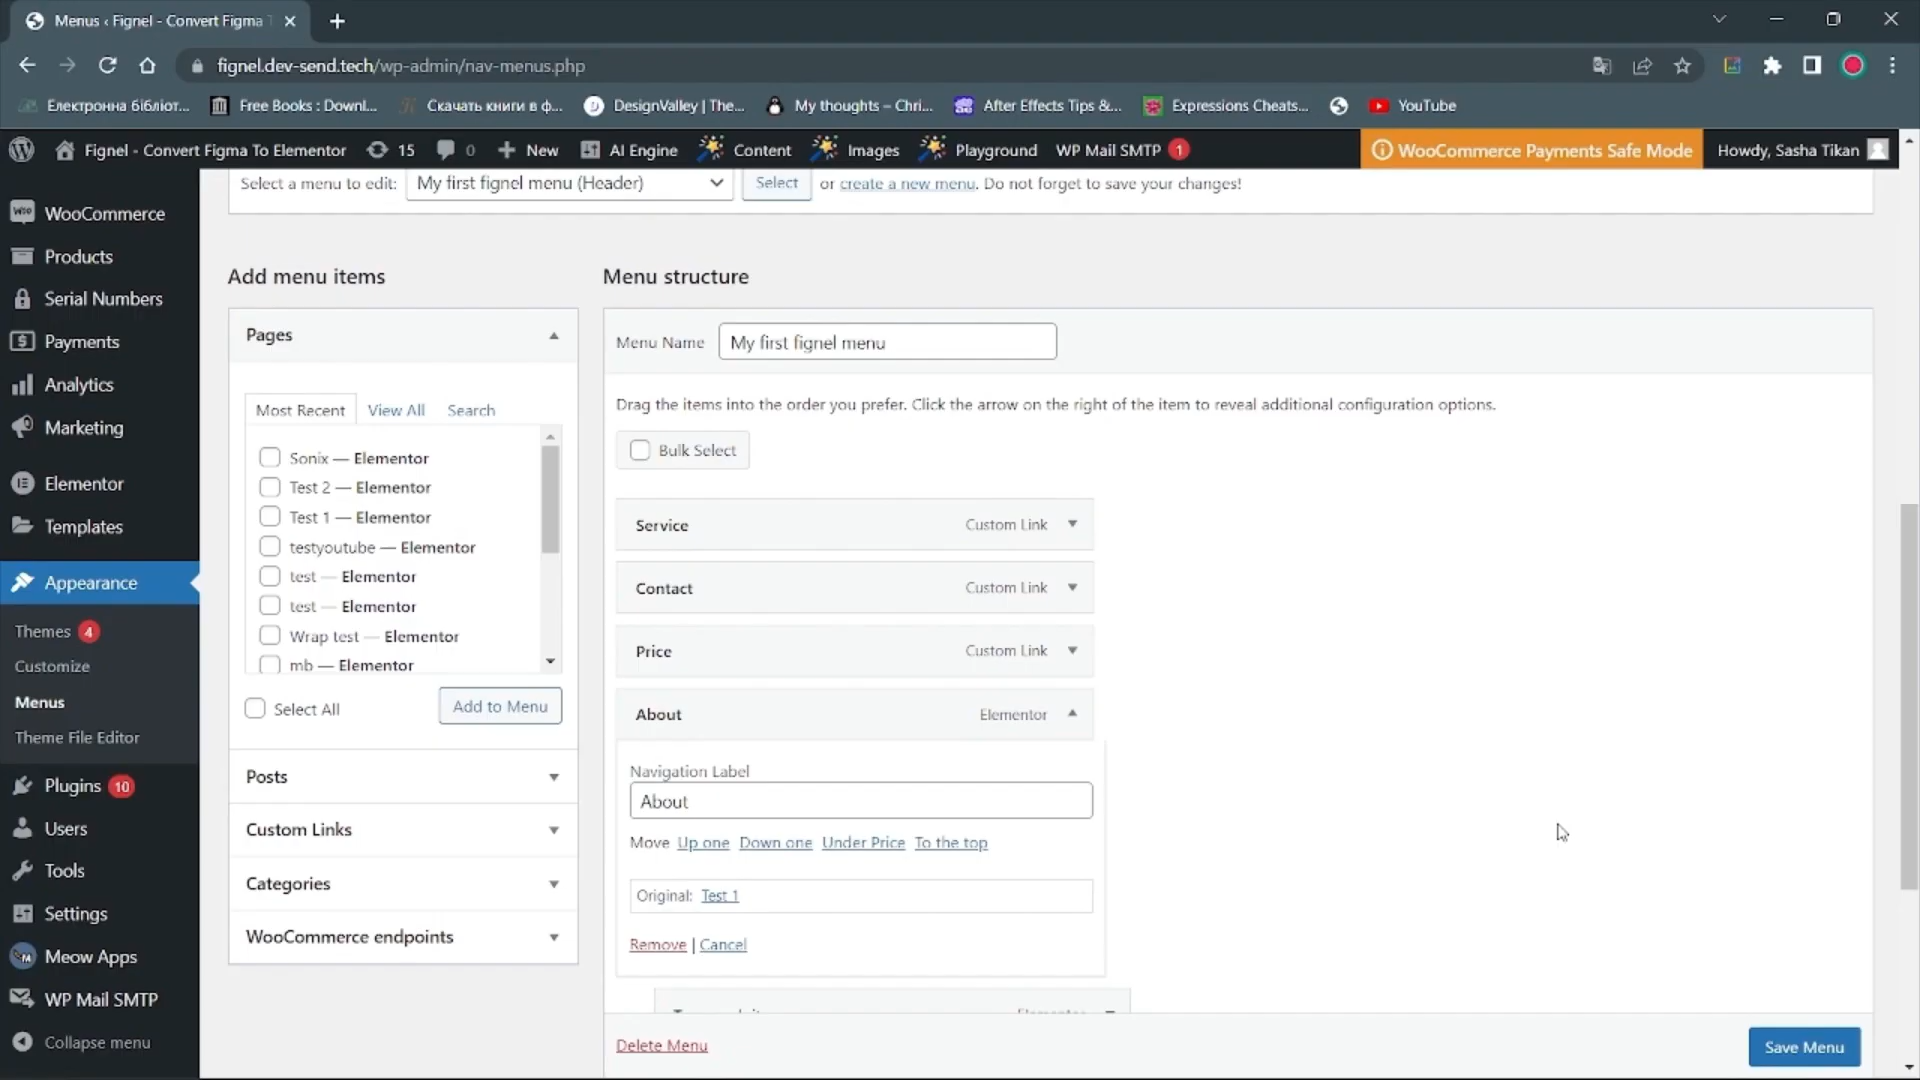 Menus ‹ Fignel - Convert Figma T
fignel.dev-send.tech/wp-admin/nav-menus.php
Електронна бібліот...
Free Books : Downl...
Скачать книги в ф...
DesignValley | The...
My thoughts – Chri...
After Effects Tips &...
Expressions Cheats...
YouTube
Fignel - Convert Figma To Elementor
15
0
New
AI Engine
Content
Images
Playground
WP Mail SMTP 1
WooCommerce Payments Safe Mode
Howdy, Sasha Tikan
WooCommerce
Products
Serial Numbers
Payments
Analytics
Marketing
Elementor
Templates
Appearance
Themes 4
Customize
Menus
Theme File Editor
Plugins 10
Users
Tools
Settings
Meow Apps
WP Mail SMTP
Collapse menu
Select a menu to edit: My first fignel menu (Header) Select or create a new menu. Do not forget to save your changes!
Add menu items
Pages
Most Recent View All Search
Sonix — Elementor
Test 2 — Elementor
Test 1 — Elementor
testyoutube — Elementor
test — Elementor
test — Elementor
Wrap test — Elementor
mb — Elementor
Select All
Add to Menu
Posts
Custom Links
Categories
WooCommerce endpoints
Menu structure
Menu Name My first fignel menu
Drag the items into the order you prefer. Click the arrow on the right of the item to reveal additional configuration options.
Bulk Select
Service Custom Link
Contact Custom Link
Price Custom Link
About Elementor
Navigation Label
About
Move Up one Down one Under Price To the top
Original: Test 1
Remove | Cancel
Elementor
Delete Menu
Save Menu